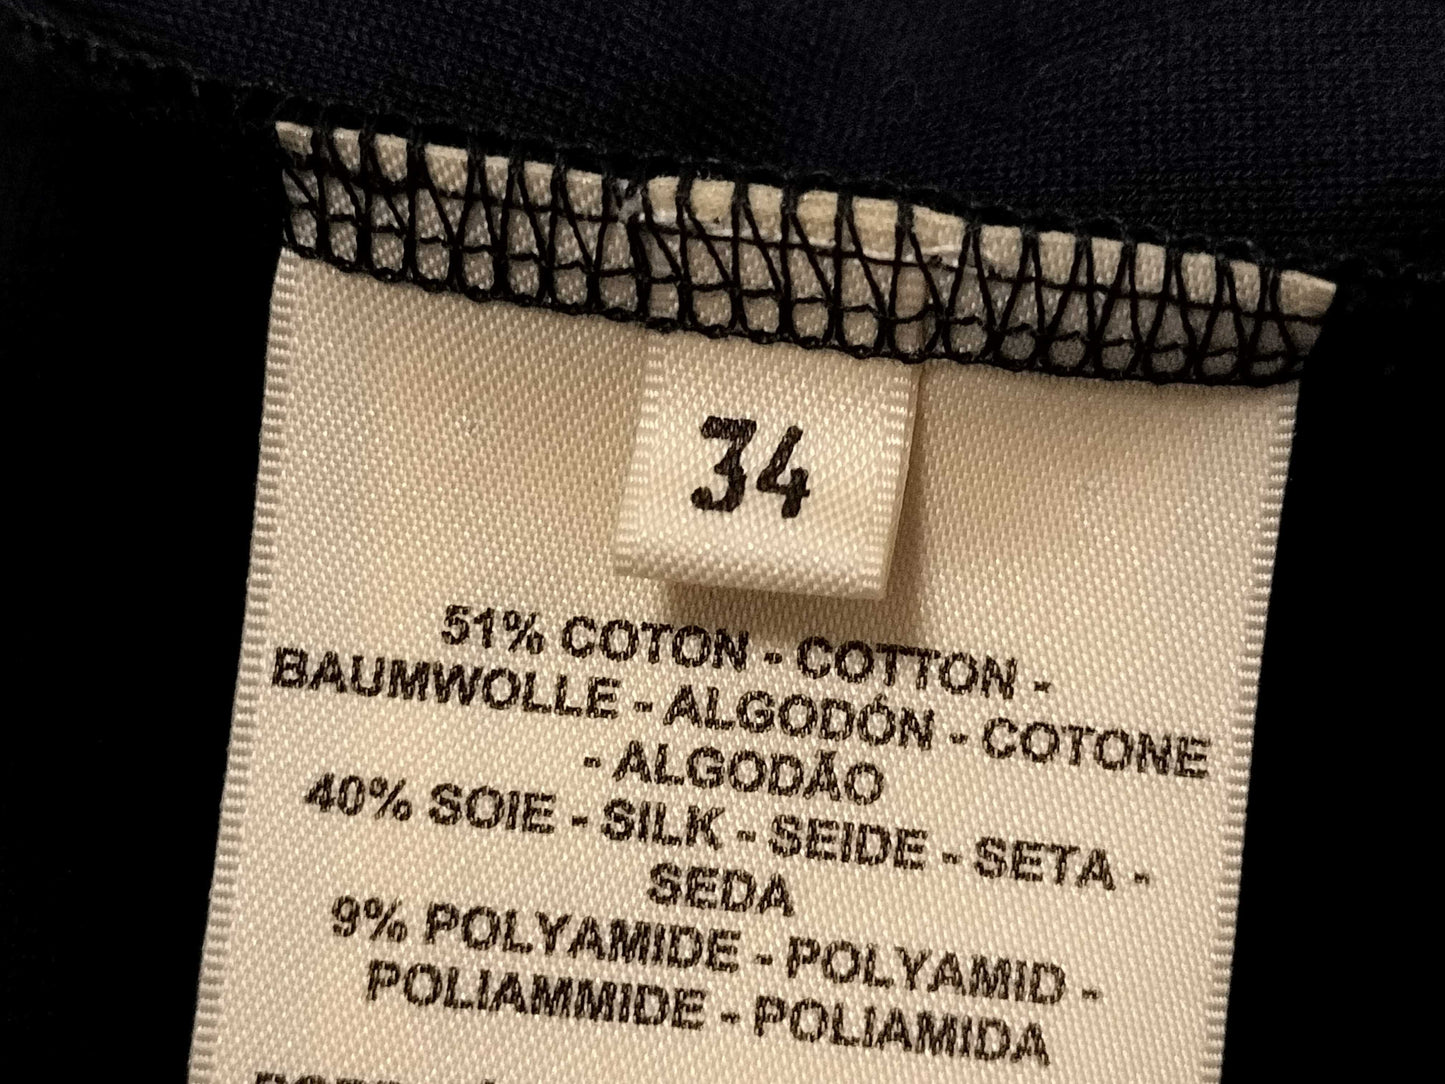 34
51% COTON - COTTON -
BAUMWOLLE - ALGODÓN - COTONE
- ALGODÃO
40% SOIE - SILK - SEIDE - SETA -
SEDA
9% POLYAMIDE - POLYAMID -
POLIAMMIDE - POLIAMIDA